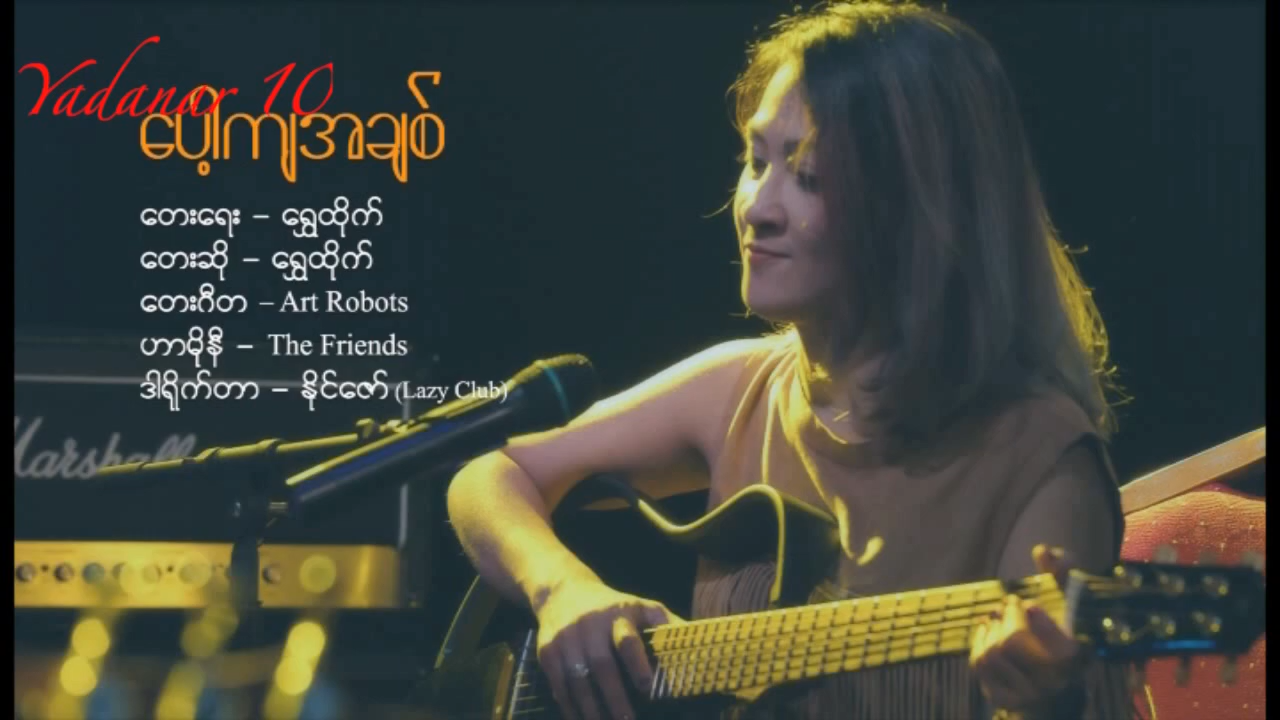 Yadanar 10
ပေါ့ကျအချစ်
တေးရေး – ရွှေထိုက်
တေးဆို – ရွှေထိုက်
တေးဂီတ – Art Robots
ဟာမိုနီ – The Friends
ဒါရိုက်တာ – နိုင်ဇော် (Lazy Club)
Marshall